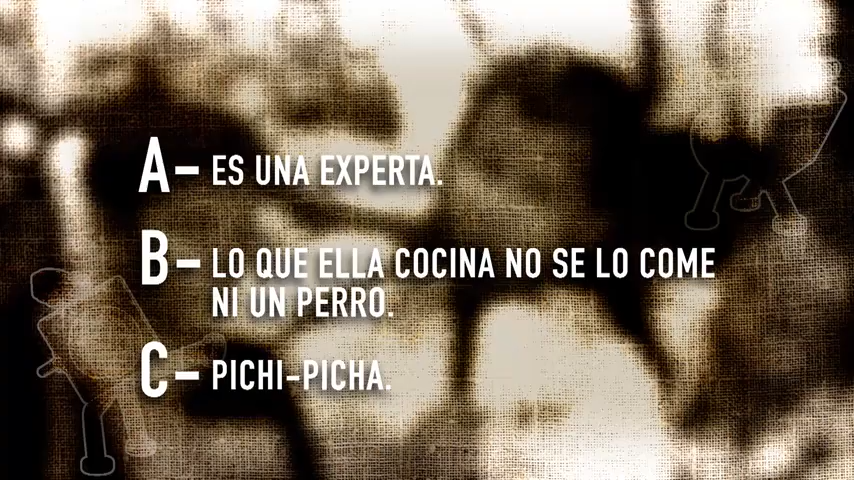 A- ES UNA EXPERTA.
B- LO QUE ELLA COCINA NO SE LO COME
NI UN PERRO.
C- PICHI-PICHA.